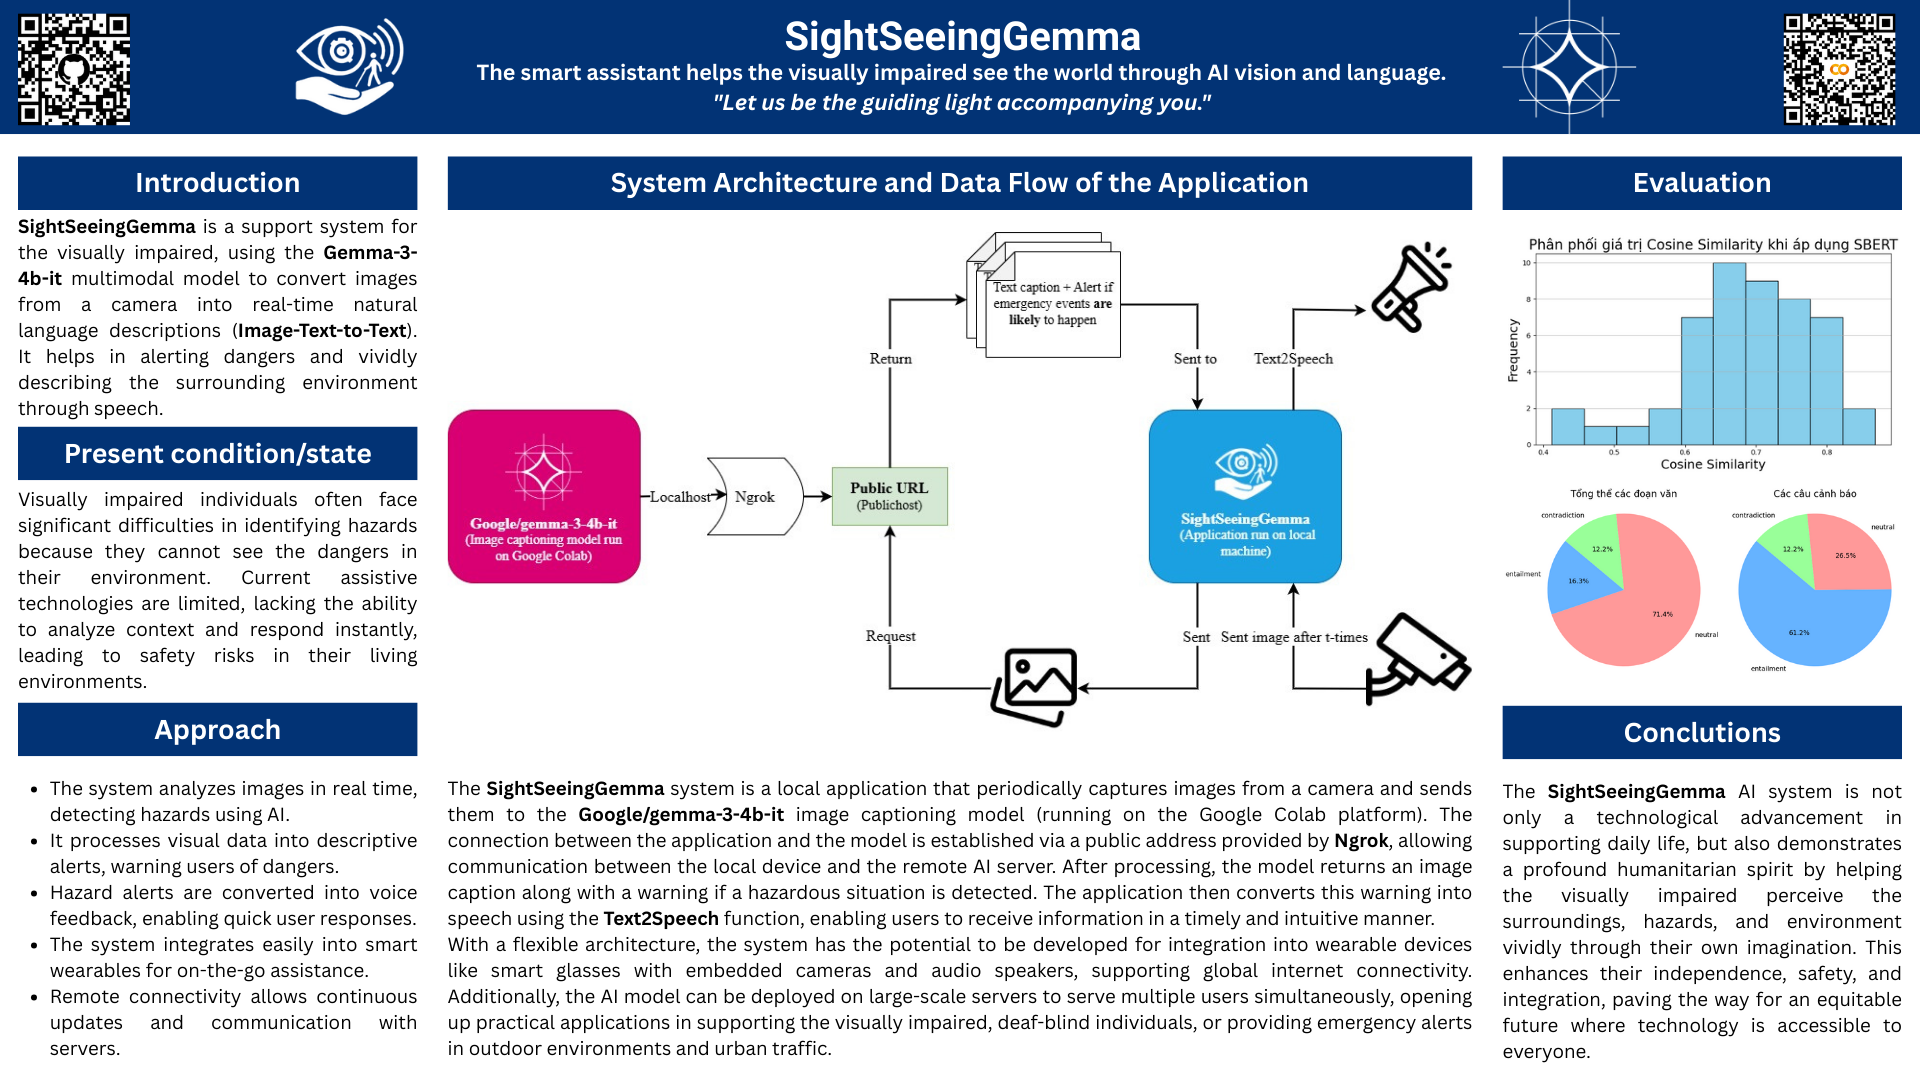 SightSeeingGemma
The smart assistant helps the visually impaired see the world through AI vision and language.
"Let us be the guiding light accompanying you."
Introduction
SightSeeingGemma is a support system for
the visually impaired, using the Gemma-3-
4b-it multimodal model to convert images
from a camera into real-time natural
language descriptions (Image-Text-to-Text).
It helps in alerting dangers and vividly
describing the surrounding environment
through speech.
Present condition/state
Visually impaired individuals often face
significant difficulties in identifying hazards
because they cannot see the dangers in
their environment. Current assistive
technologies are limited, lacking the ability
to analyze context and respond instantly,
leading to safety risks in their living
environments.
Approach
• The system analyzes images in real time,
detecting hazards using AI.
• It processes visual data into descriptive
alerts, warning users of dangers.
• Hazard alerts are converted into voice
feedback, enabling quick user responses.
• The system integrates easily into smart
wearables for on-the-go assistance.
• Remote connectivity allows continuous
updates and communication with
servers.
System Architecture and Data Flow of the Application
Text caption + Alert if
emergency events are
likely to happen
Return
Sent to
Text2Speech
Google/gemma-3-4b-it
(Image captioning model run
on Google Colab)
Localhost
Ngrok
Public URL
(Publichost)
SightSeeingGemma
(Application run on local
machine)
Request
Sent
Sent image after t-times
The SightSeeingGemma system is a local application that periodically captures images from a camera and sends
them to the Google/gemma-3-4b-it image captioning model (running on the Google Colab platform). The
connection between the application and the model is established via a public address provided by Ngrok, allowing
communication between the local device and the remote AI server. After processing, the model returns an image
caption along with a warning if a hazardous situation is detected. The application then converts this warning into
speech using the Text2Speech function, enabling users to receive information in a timely and intuitive manner.
With a flexible architecture, the system has the potential to be developed for integration into wearable devices
like smart glasses with embedded cameras and audio speakers, supporting global internet connectivity.
Additionally, the AI model can be deployed on large-scale servers to serve multiple users simultaneously, opening
up practical applications in supporting the visually impaired, deaf-blind individuals, or providing emergency alerts
in outdoor environments and urban traffic.
Evaluation
Phân phối giá trị Cosine Similarity khi áp dụng SBERT
Frequency
10
8
6
4
2
0
0.4 0.5 0.6 0.7 0.8
Cosine Similarity
Tổng thể các đoạn văn
contradiction
12.2%
entailment
16.3%
71.4%
neutral
Các câu cảnh báo
contradiction
neutral
12.2%
26.5%
61.2%
entailment
Conclutions
The SightSeeingGemma AI system is not
only a technological advancement in
supporting daily life, but also demonstrates
a profound humanitarian spirit by helping
the visually impaired perceive the
surroundings, hazards, and environment
vividly through their own imagination. This
enhances their independence, safety, and
integration, paving the way for an equitable
future where technology is accessible to
everyone.